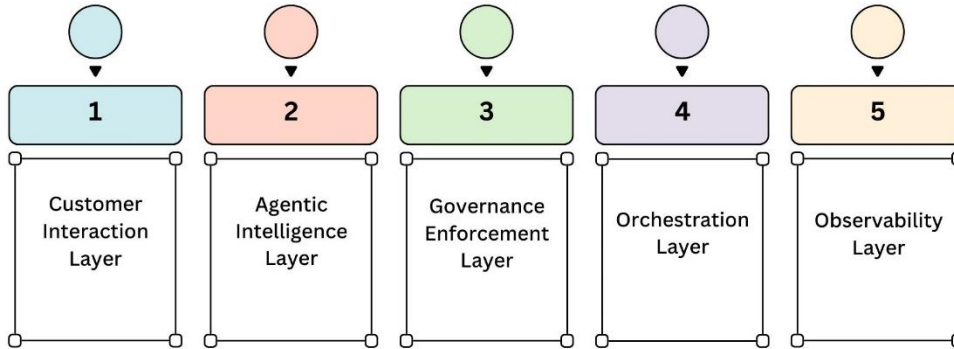 1
2
3
4
5
Customer
Interaction
Layer
Agentic
Intelligence
Layer
Governance
Enforcement
Layer
Orchestration
Layer
Observability
Layer